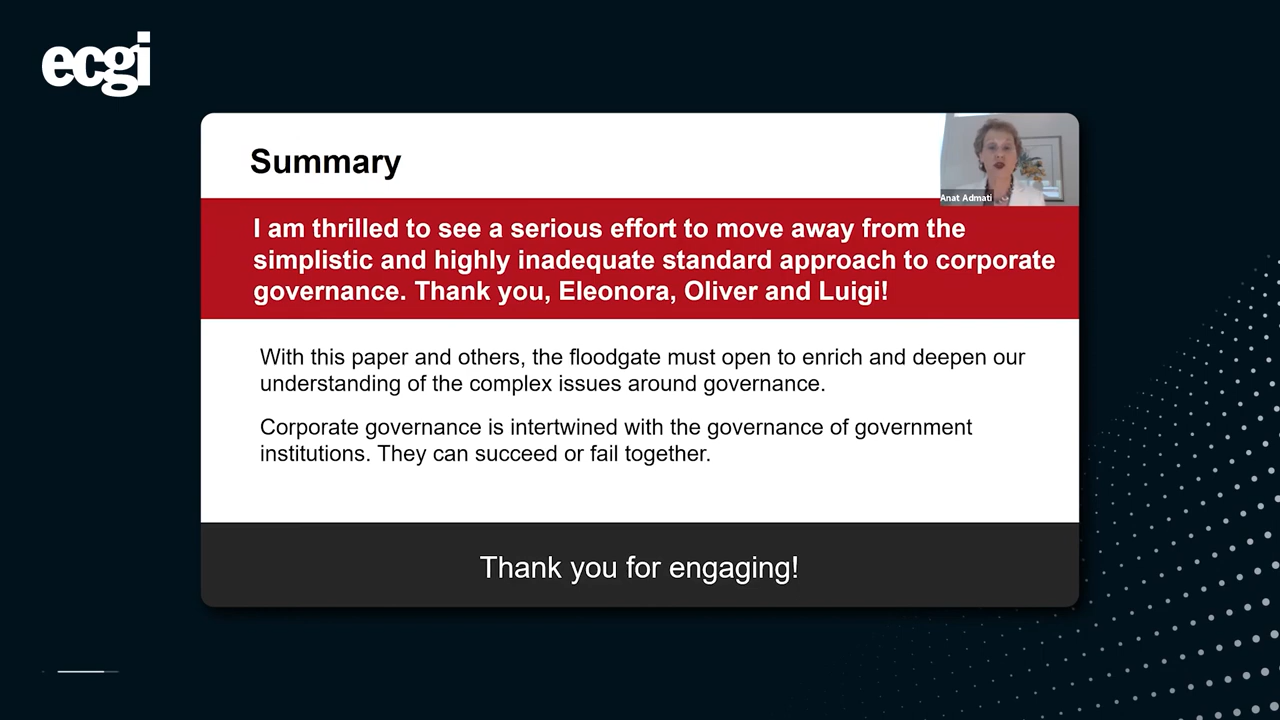 ecgi
Summary
Anat Admati
I am thrilled to see a serious effort to move away from the
simplistic and highly inadequate standard approach to corporate
governance. Thank you, Eleonora, Oliver and Luigi!
With this paper and others, the floodgate must open to enrich and deepen our
understanding of the complex issues around governance.
Corporate governance is intertwined with the governance of government
institutions. They can succeed or fail together.
Thank you for engaging!